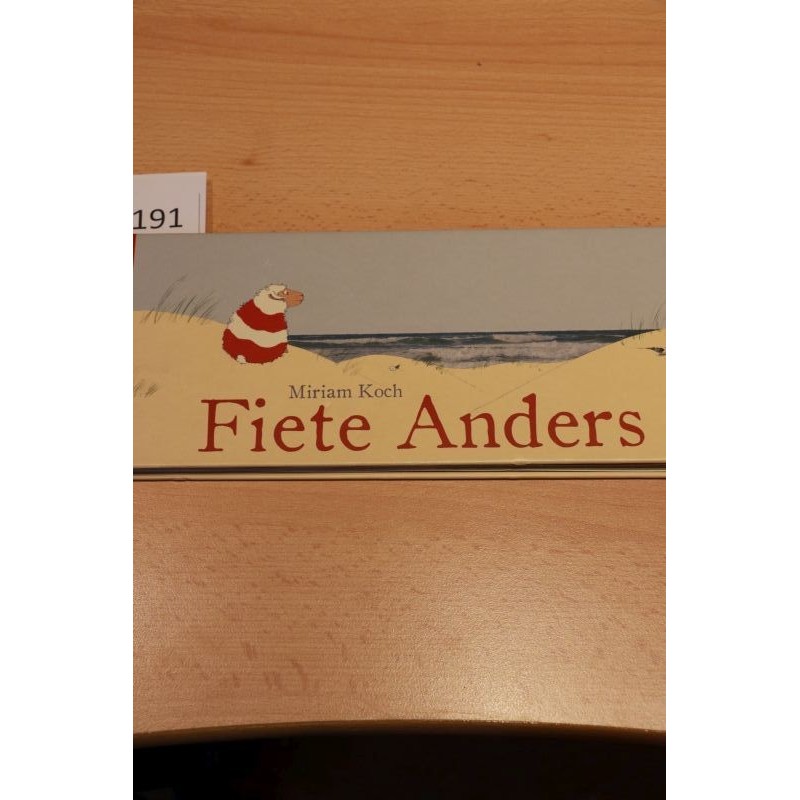 191
Miriam Koch
Fiete Anders